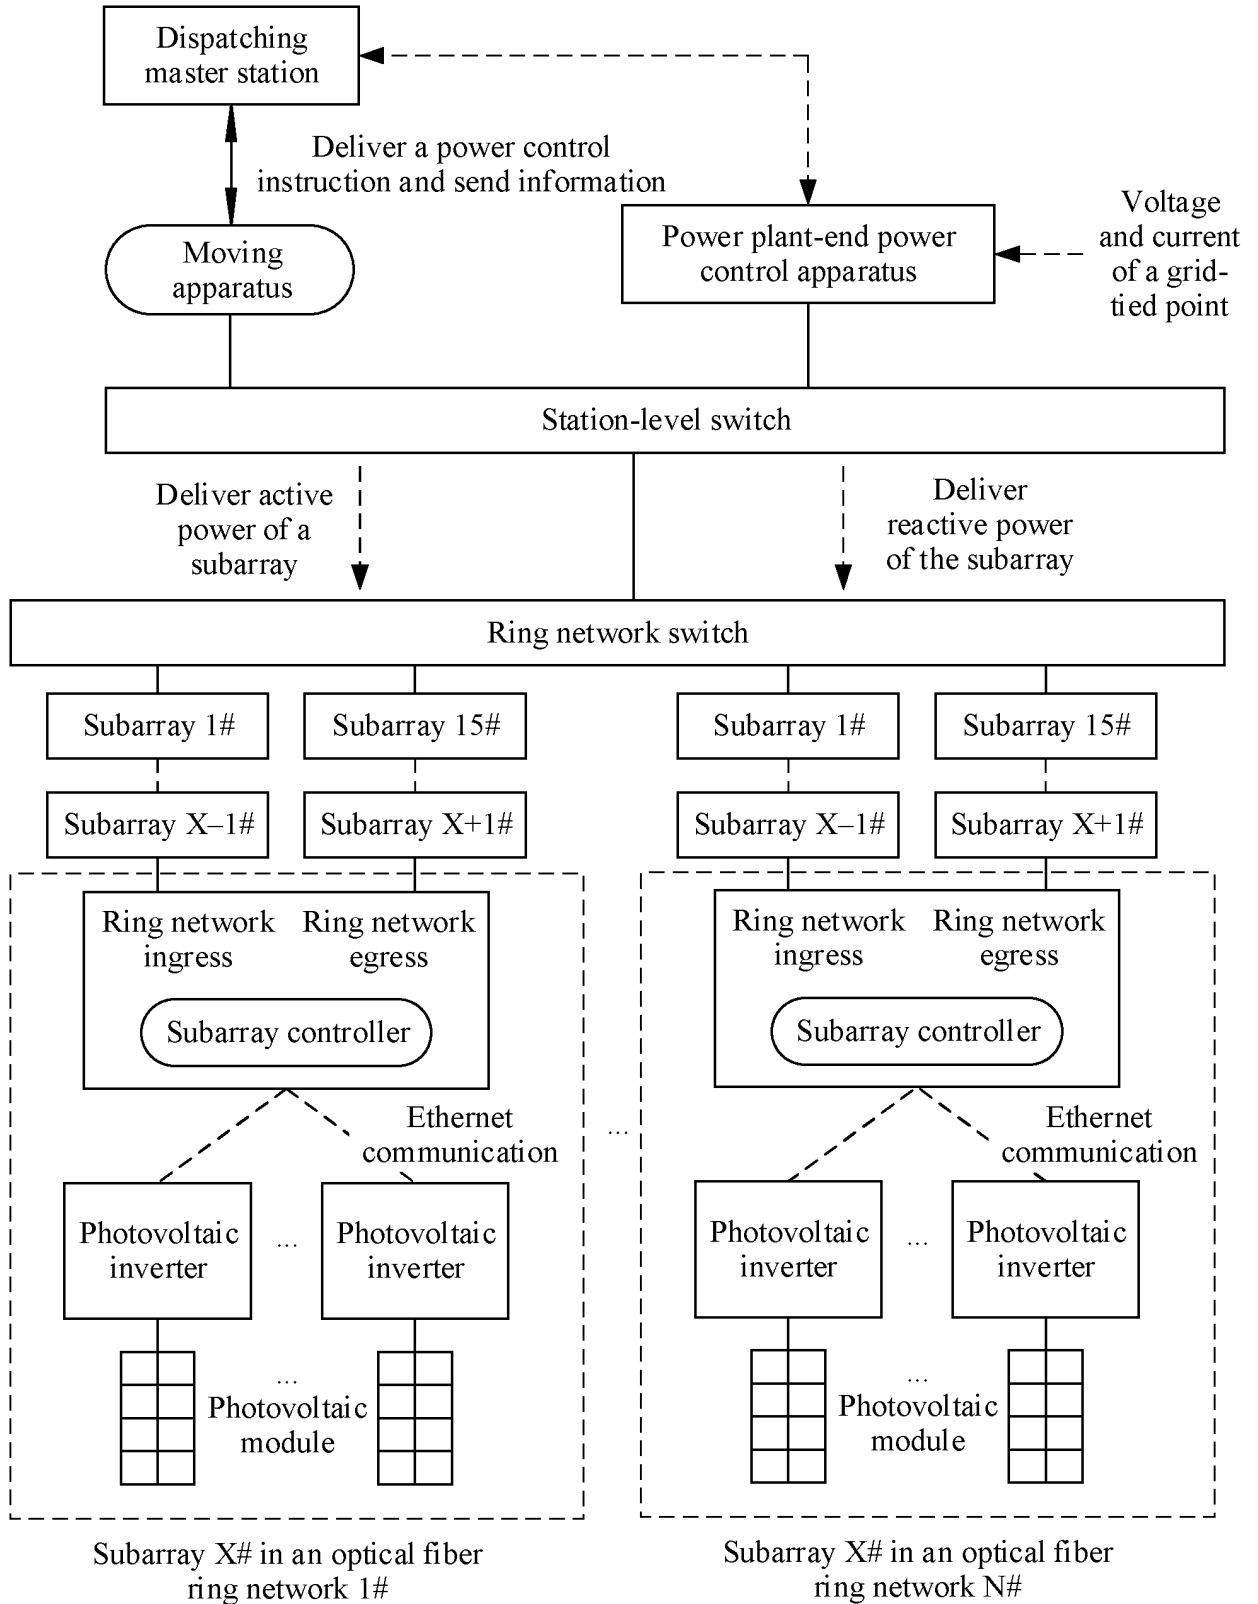 Dispatching
master station
Deliver a power control
instruction and send information
Moving
apparatus
Power plant-end power
control apparatus
Voltage
and current
of a grid-
tied point
Station-level switch
Deliver active
power of a
subarray
Deliver
reactive power
of the subarray
Ring network switch
Subarray 1#
Subarray 15#
Subarray 1#
Subarray 15#
Subarray X–1#
Subarray X+1#
Subarray X–1#
Subarray X+1#
Ring network
ingress
Ring network
egress
Subarray controller
Ring network
ingress
Ring network
egress
Subarray controller
Ethernet
communication
...
Ethernet
communication
Photovoltaic
inverter
...
Photovoltaic
inverter
Photovoltaic
inverter
...
Photovoltaic
inverter
...
Photovoltaic
module
...
Photovoltaic
module
Subarray X# in an optical fiber
ring network 1#
Subarray X# in an optical fiber
ring network N#